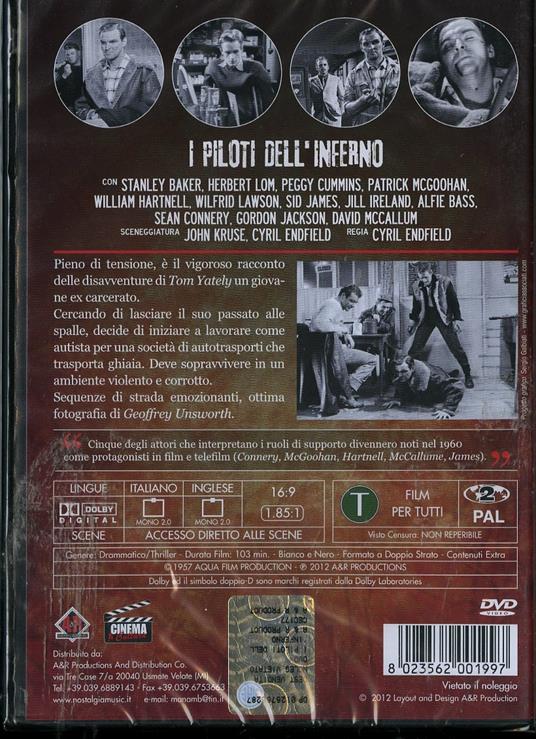 I PILOTI DELL'INFERNO
CON STANLEY BAKER, HERBERT LOM, PEGGY CUMMINS, PATRICK MCGOOHAN,
WILLIAM HARTNELL, WILFRID LAWSON, SID JAMES, JILL IRELAND, ALFIE BASS,
SEAN CONNERY, GORDON JACKSON, DAVID MCCALLUM
SCENEGGIATURA JOHN KRUSE, CYRIL ENDFIELD REGIA CYRIL ENDFIELD
Pieno di tensione, è il vigoroso racconto
delle disavventure di Tom Yately un giova-
ne ex carcerato.
Cercando di lasciare il suo passato alle
spalle, decide di iniziare a lavorare come
autista per una società di autotrasporti che
trasporta ghiaia. Deve sopravvivere in un
ambiente violento e corrotto.
Sequenze di strada emozionanti, ottima
fotografia di Geoffrey Unsworth.
Progetto grafico: Sergio Galbiati - www.graficiassociati.com
“ Cinque degli attori che interpretano i ruoli di supporto divennero noti nel 1960
come protagonisti in film e telefilm (Connery, McGoohan, Hartnell, McCallume, James). ”
LINGUE ITALIANO INGLESE 16:9
DOLBY DIGITAL MONO 2.0 MONO 2.0 1.85:1
SCENE ACCESSO DIRETTO ALLE SCENE
T FILM PER TUTTI
2 PAL
Visto Censura: NON REPERIBILE
Genere: Drammatico/Thriller - Durata Film: 103 min. - Bianco e Nero - Formato a Doppio Strato - Contenuti Extra
© 1957 AQUA FILM PRODUCTION - ℗ 2012 A&R PRODUCTIONS
Dolby ed il simbolo doppia-D sono marchi registrati dalla Dolby Laboratories
CINEMA
DVD
VIDEO
Distribuito da:
A&R Productions And Distribution Co.
via Tre Case 7/a 20040 Usmate Velate (MI)
Tel. +39.039.6889143 - Fax +39.039.6753663
www.nostalgiamusic.it e-mail: manamb@tin.it
8 023562 001997
Vietato il noleggio
© 2012 Layout and Design A&R Production